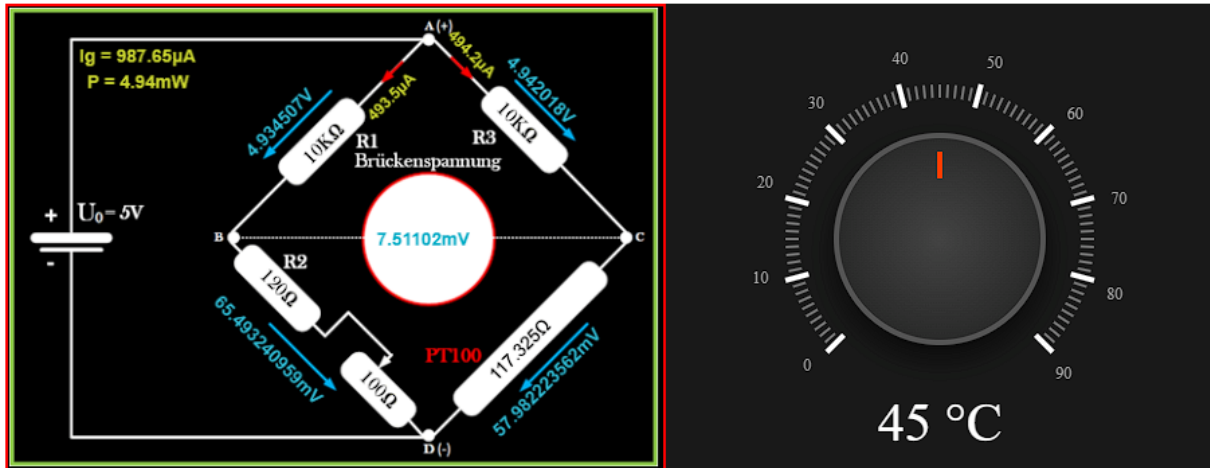 Ig = 987.65µA
P = 4.94mW
A (+)
493.5µA
494.2µA
4.934507V
4.942018V
10KΩ
R1
10KΩ
R3
Brückenspannung
U₀ = 5V
+
-
B
7.51102mV
C
R2
120Ω
65.493240959mV
100Ω
PT100
117.325Ω
57.982223562mV
D (-)
0
10
20
30
40
50
60
70
80
90
45 °C